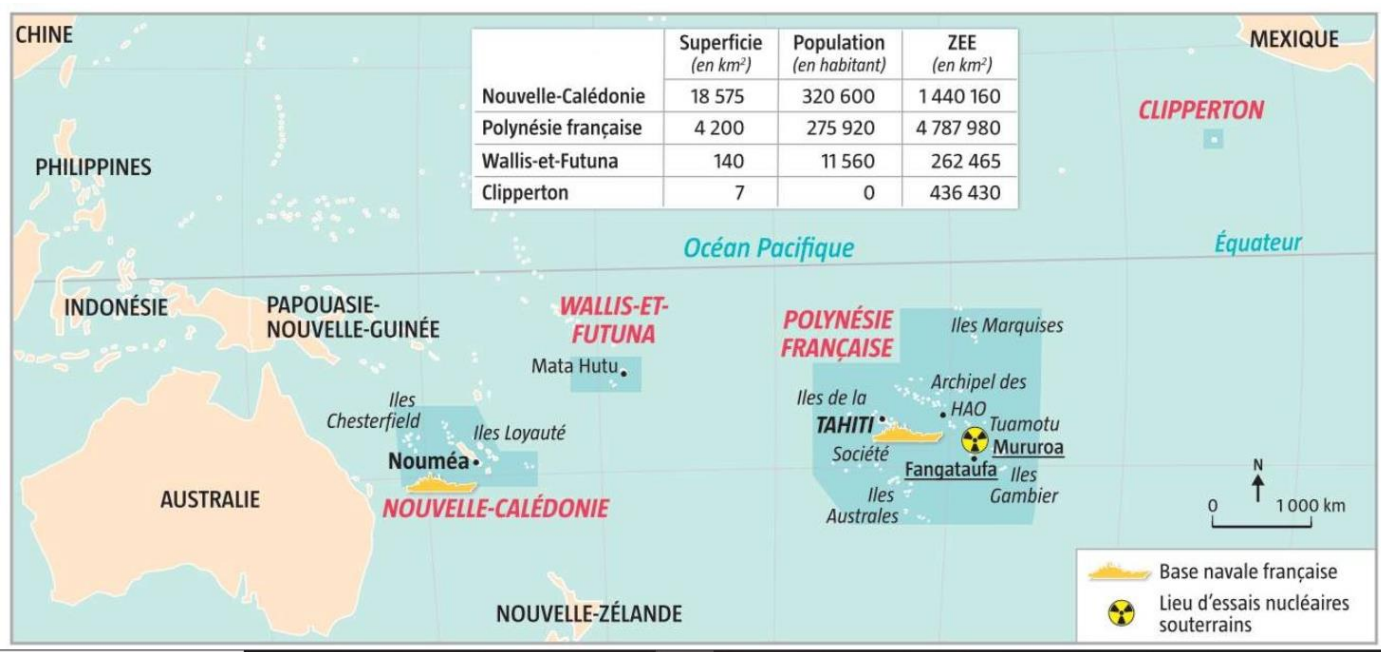 CHINE
MEXIQUE
Superficie
(en km²)
Population
(en habitant)
ZEE
(en km²)
Nouvelle-Calédonie 18 575 320 600 1 440 160
Polynésie française 4 200 275 920 4 787 980
Wallis-et-Futuna 140 11 560 262 465
Clipperton 7 0 436 430
CLIPPERTON
PHILIPPINES
Océan Pacifique
Équateur
INDONÉSIE
PAPOUASIE-
NOUVELLE-GUINÉE
WALLIS-ET-
FUTUNA
Mata Hutu
POLYNÉSIE
FRANÇAISE
Iles Marquises
Iles
Chesterfield
Iles Loyauté
Nouméa
NOUVELLE-CALÉDONIE
AUSTRALIE
Iles de la
TAHITI
Société
Archipel des
HAO
Tuamotu
Mururoa
Fangataufa
Iles
Gambier
Iles
Australes
N
0 1 000 km
NOUVELLE-ZÉLANDE
Base navale française
Lieu d'essais nucléaires
souterrains